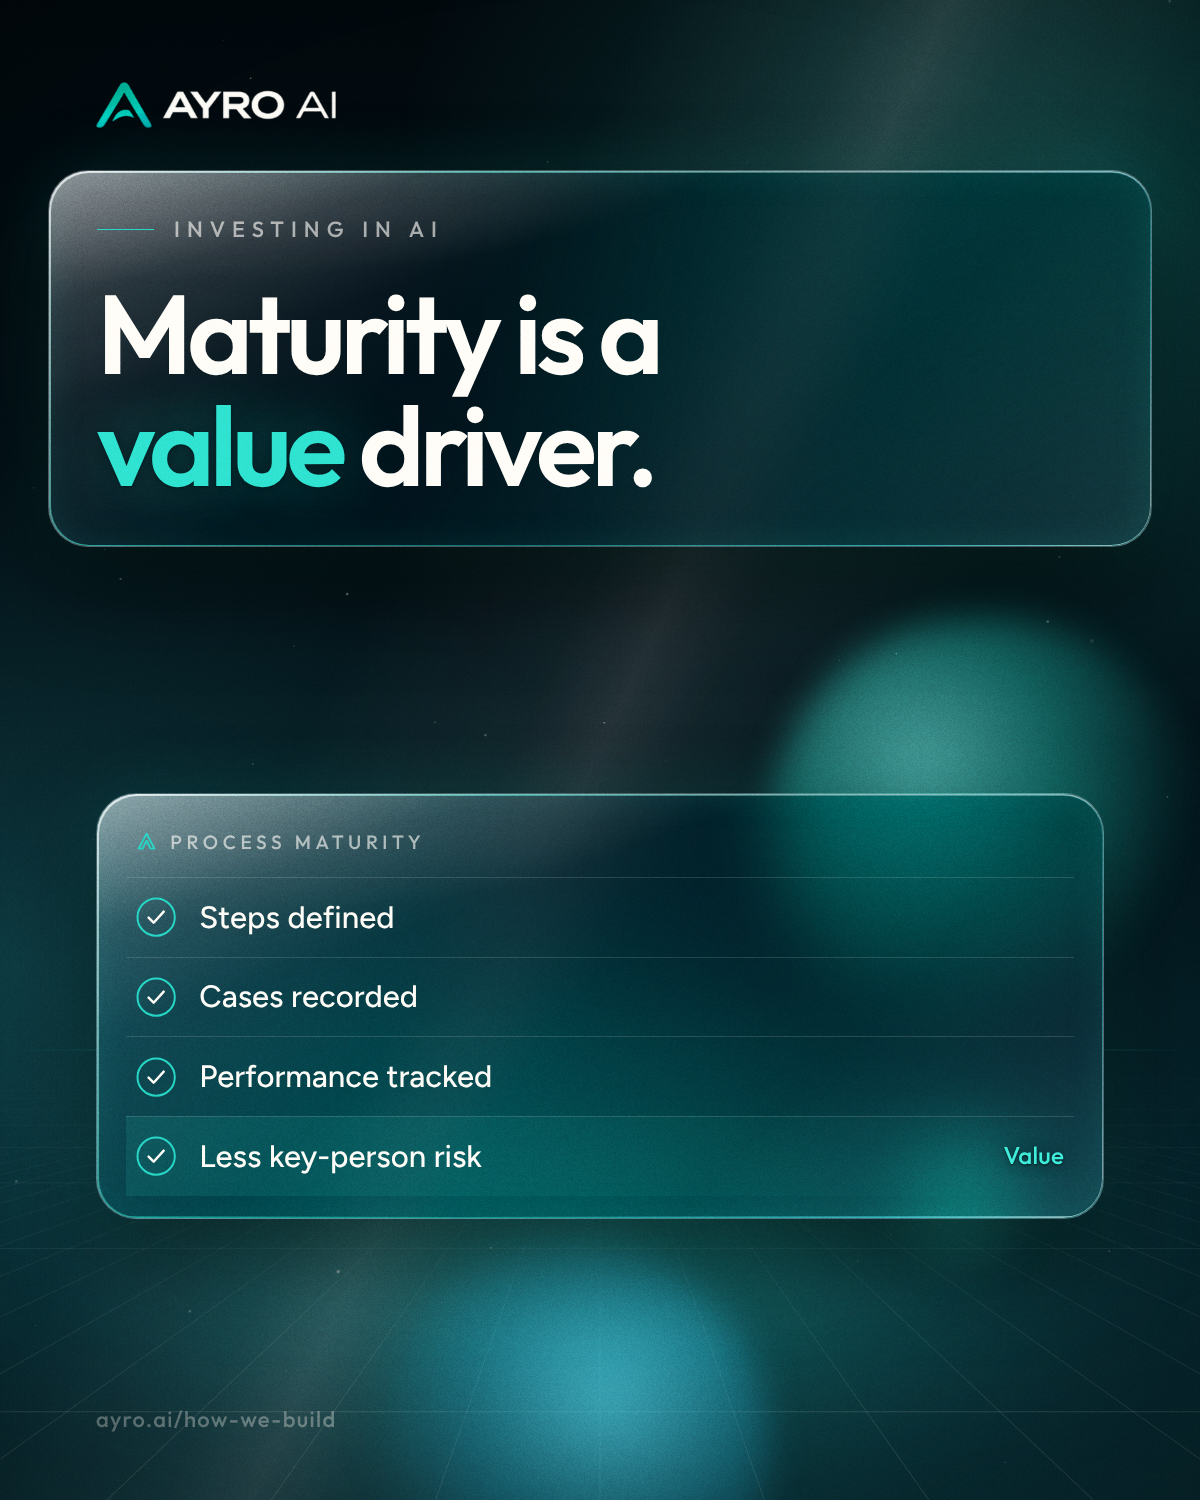 AYRO AI
INVESTING IN AI
Maturity is a
value driver.
PROCESS MATURITY
Steps defined
Cases recorded
Performance tracked
Less key-person risk
Value
ayro.ai/how-we-build